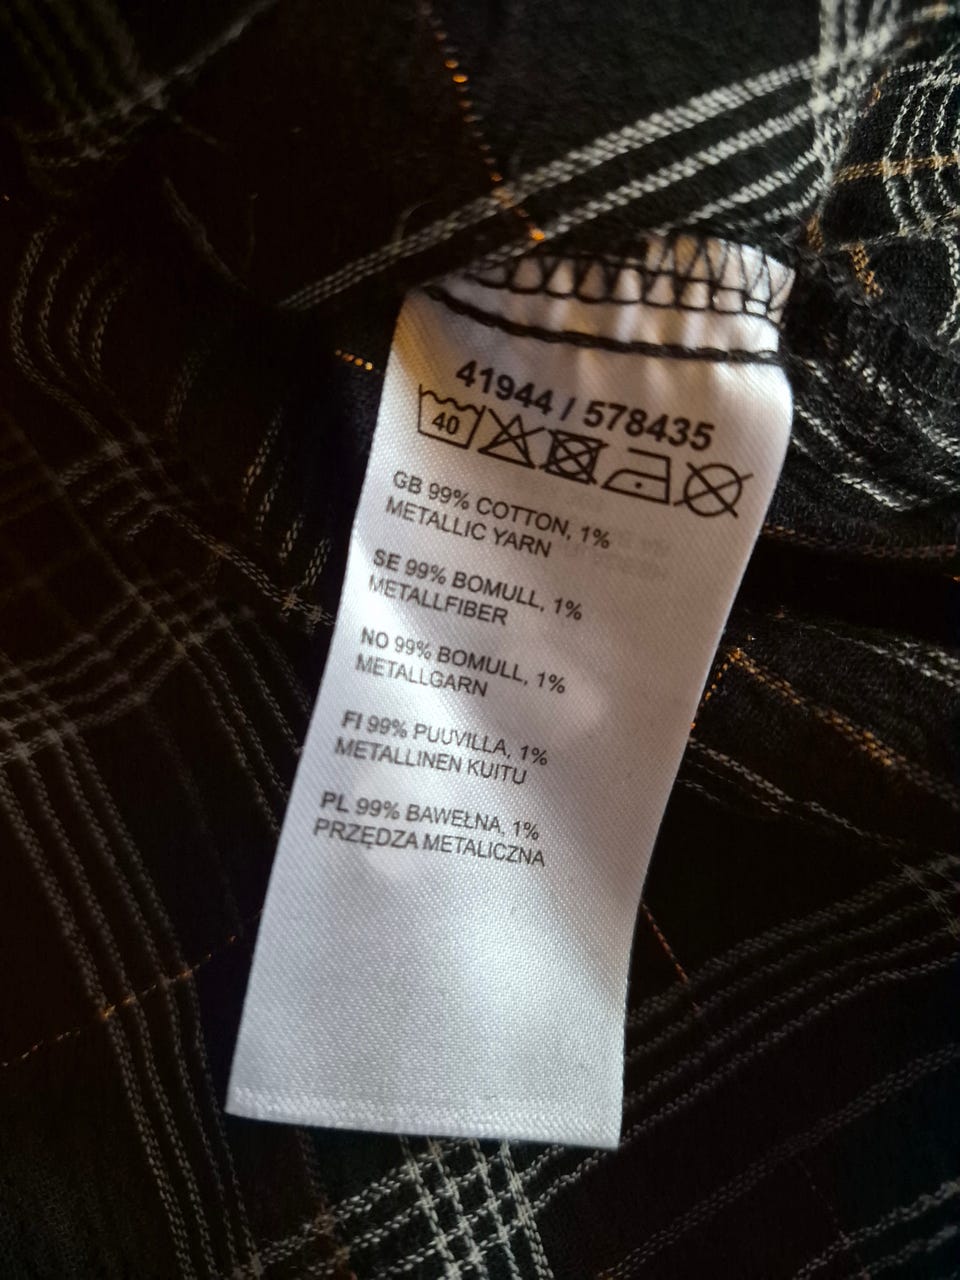 41944 / 578435
40
GB 99% COTTON, 1%
METALLIC YARN
SE 99% BOMULL, 1%
METALLFIBER
NO 99% BOMULL, 1%
METALLGARN
FI 99% PUUVILLA, 1%
METALLINEN KUITU
PL 99% BAWEŁNA, 1%
PRZĘDZA METALICZNA